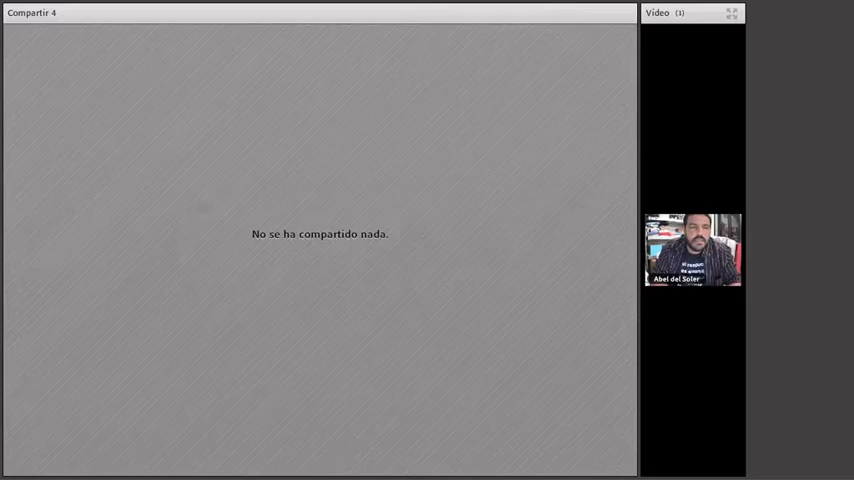 Compartir 4
Vídeo (1)
No se ha compartido nada.
Abel del Soler